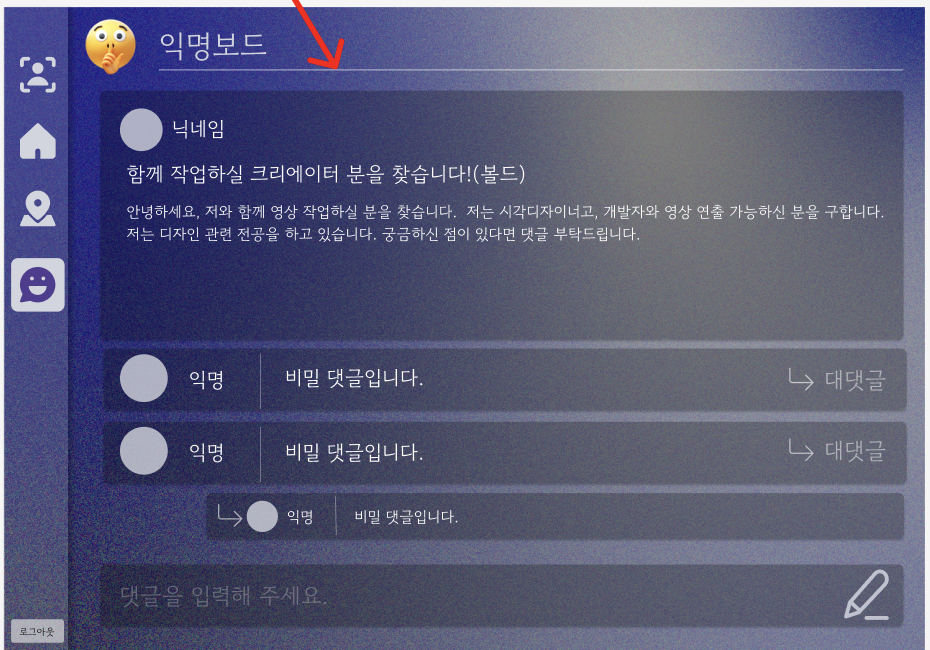 익명보드
닉네임
함께 작업하실 크리에이터 분을 찾습니다!(볼드)
안녕하세요, 저와 함께 영상 작업하실 분을 찾습니다. 저는 시각디자이너고, 개발자와 영상 연출 가능하신 분을 구합니다.
저는 디자인 관련 전공을 하고 있습니다. 궁금하신 점이 있다면 댓글 부탁드립니다.
익명 비밀 댓글입니다. 대댓글
익명 비밀 댓글입니다. 대댓글
익명 비밀 댓글입니다.
댓글을 입력해 주세요.
로그아웃